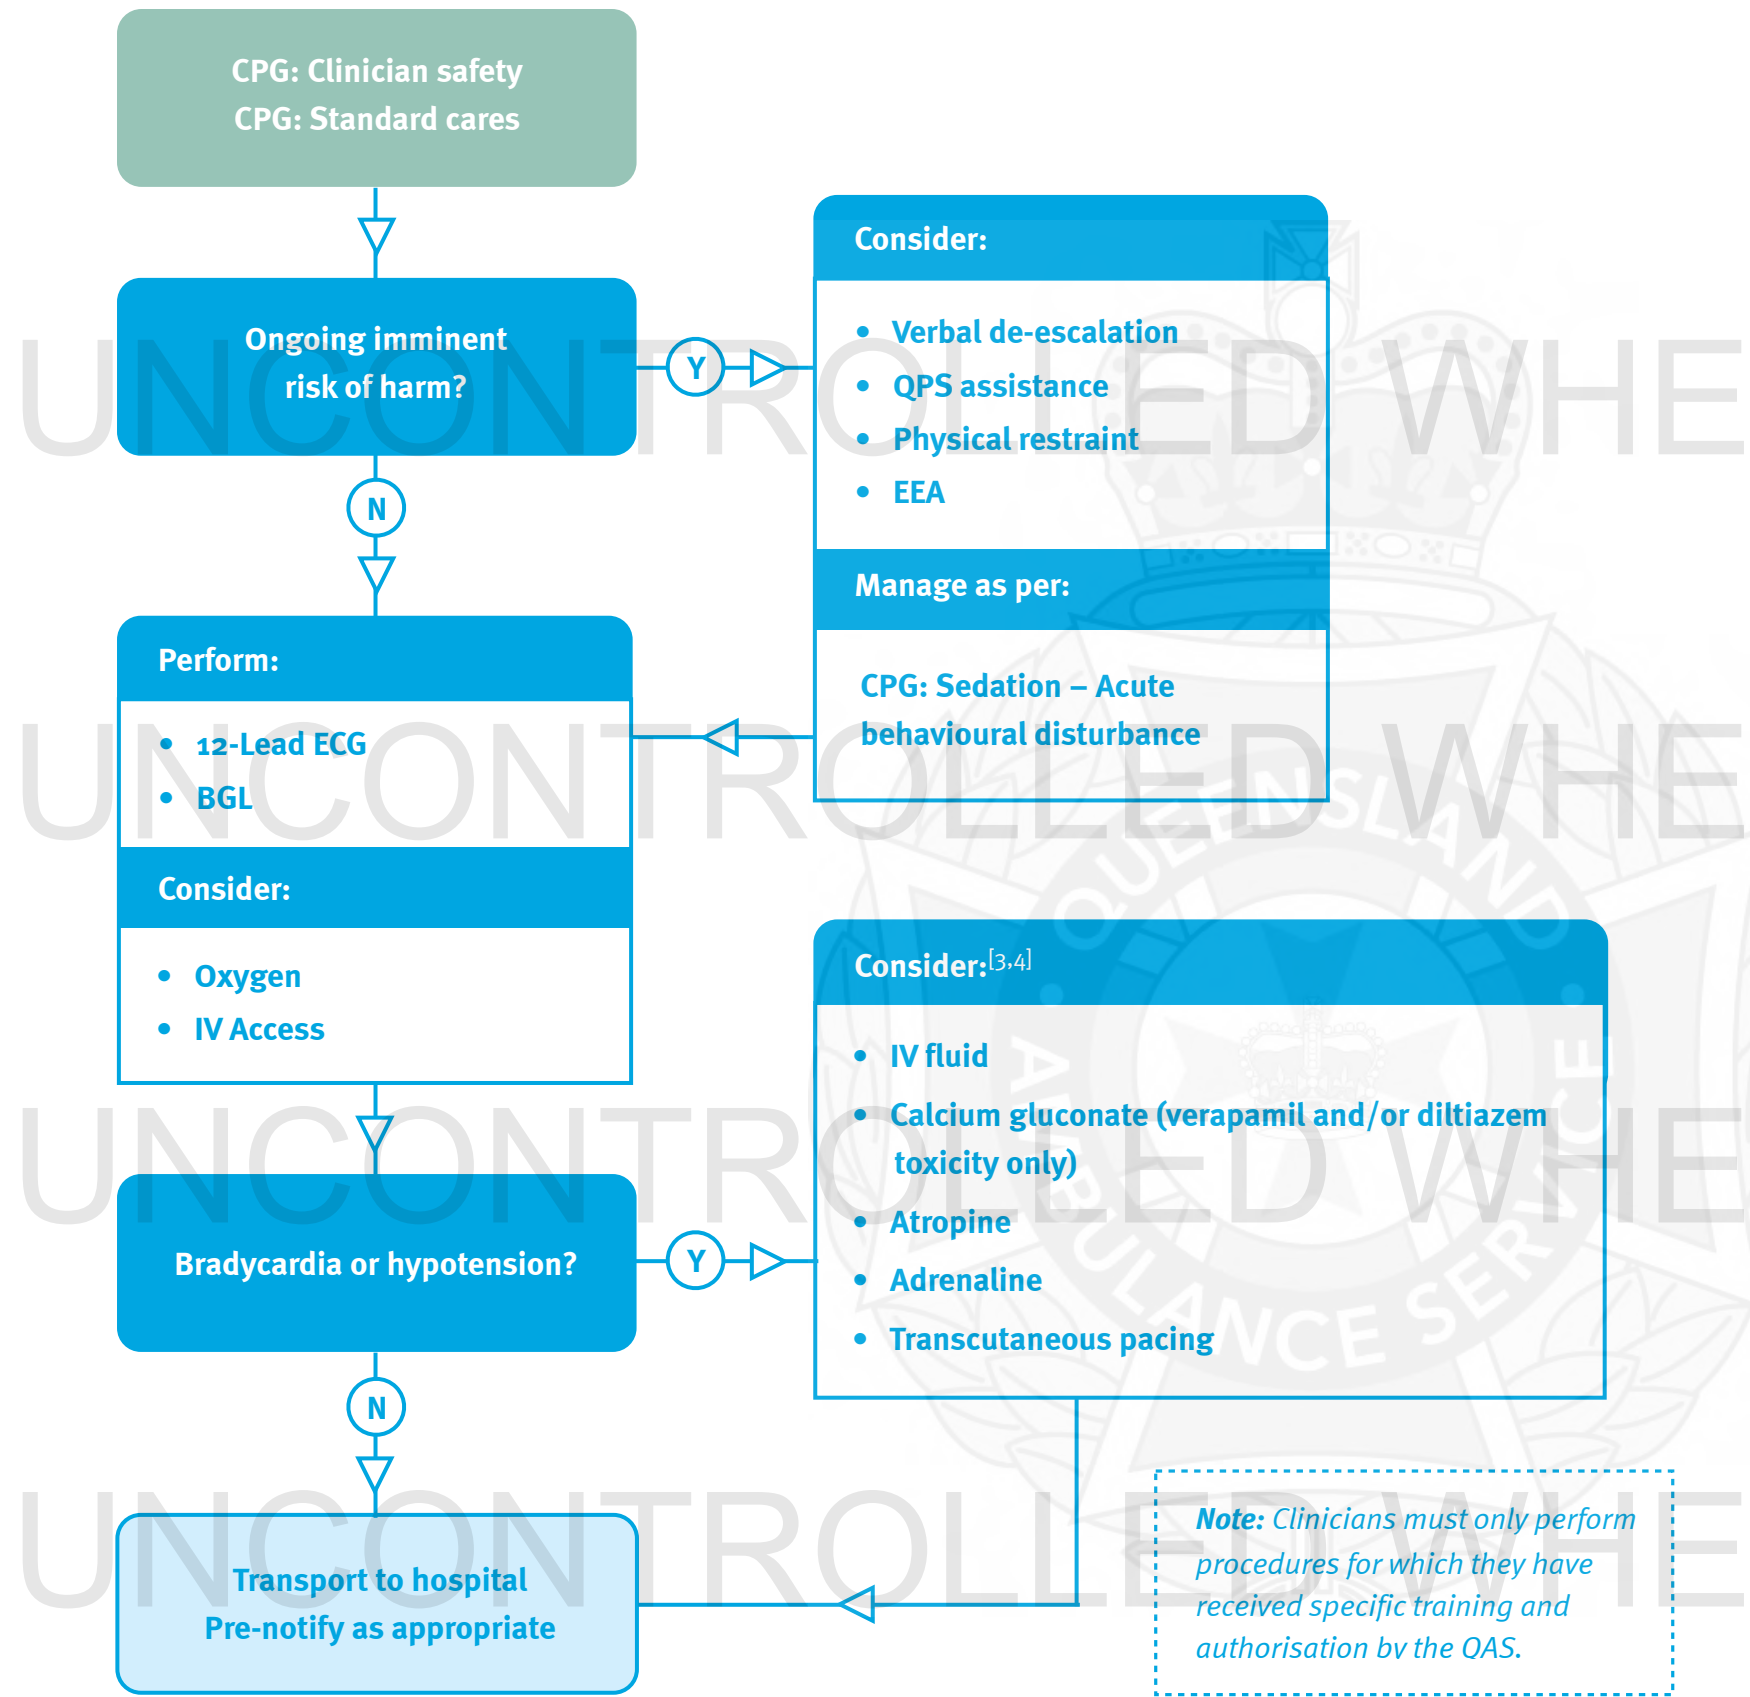 CPG: Clinician safety
CPG: Standard cares
Ongoing imminent
risk of harm?
Y
Consider:
• Verbal de-escalation
• QPS assistance
• Physical restraint
• EEA
Manage as per:
CPG: Sedation – Acute
behavioural disturbance
N
Perform:
• 12-Lead ECG
• BGL
Consider:
• Oxygen
• IV Access
Bradycardia or hypotension?
Y
Consider:[3,4]
• IV fluid
• Calcium gluconate (verapamil and/or diltiazem
toxicity only)
• Atropine
• Adrenaline
• Transcutaneous pacing
N
Transport to hospital
Pre-notify as appropriate
Note: Clinicians must only perform
procedures for which they have
received specific training and
authorisation by the QAS.
UNCONTROLLED WHE
UNCONTROLLED WHE
UNCONTROLLED WHE
UNCONTROLLED WHE
QUEENSLAND
AMBULANCE SERVICE